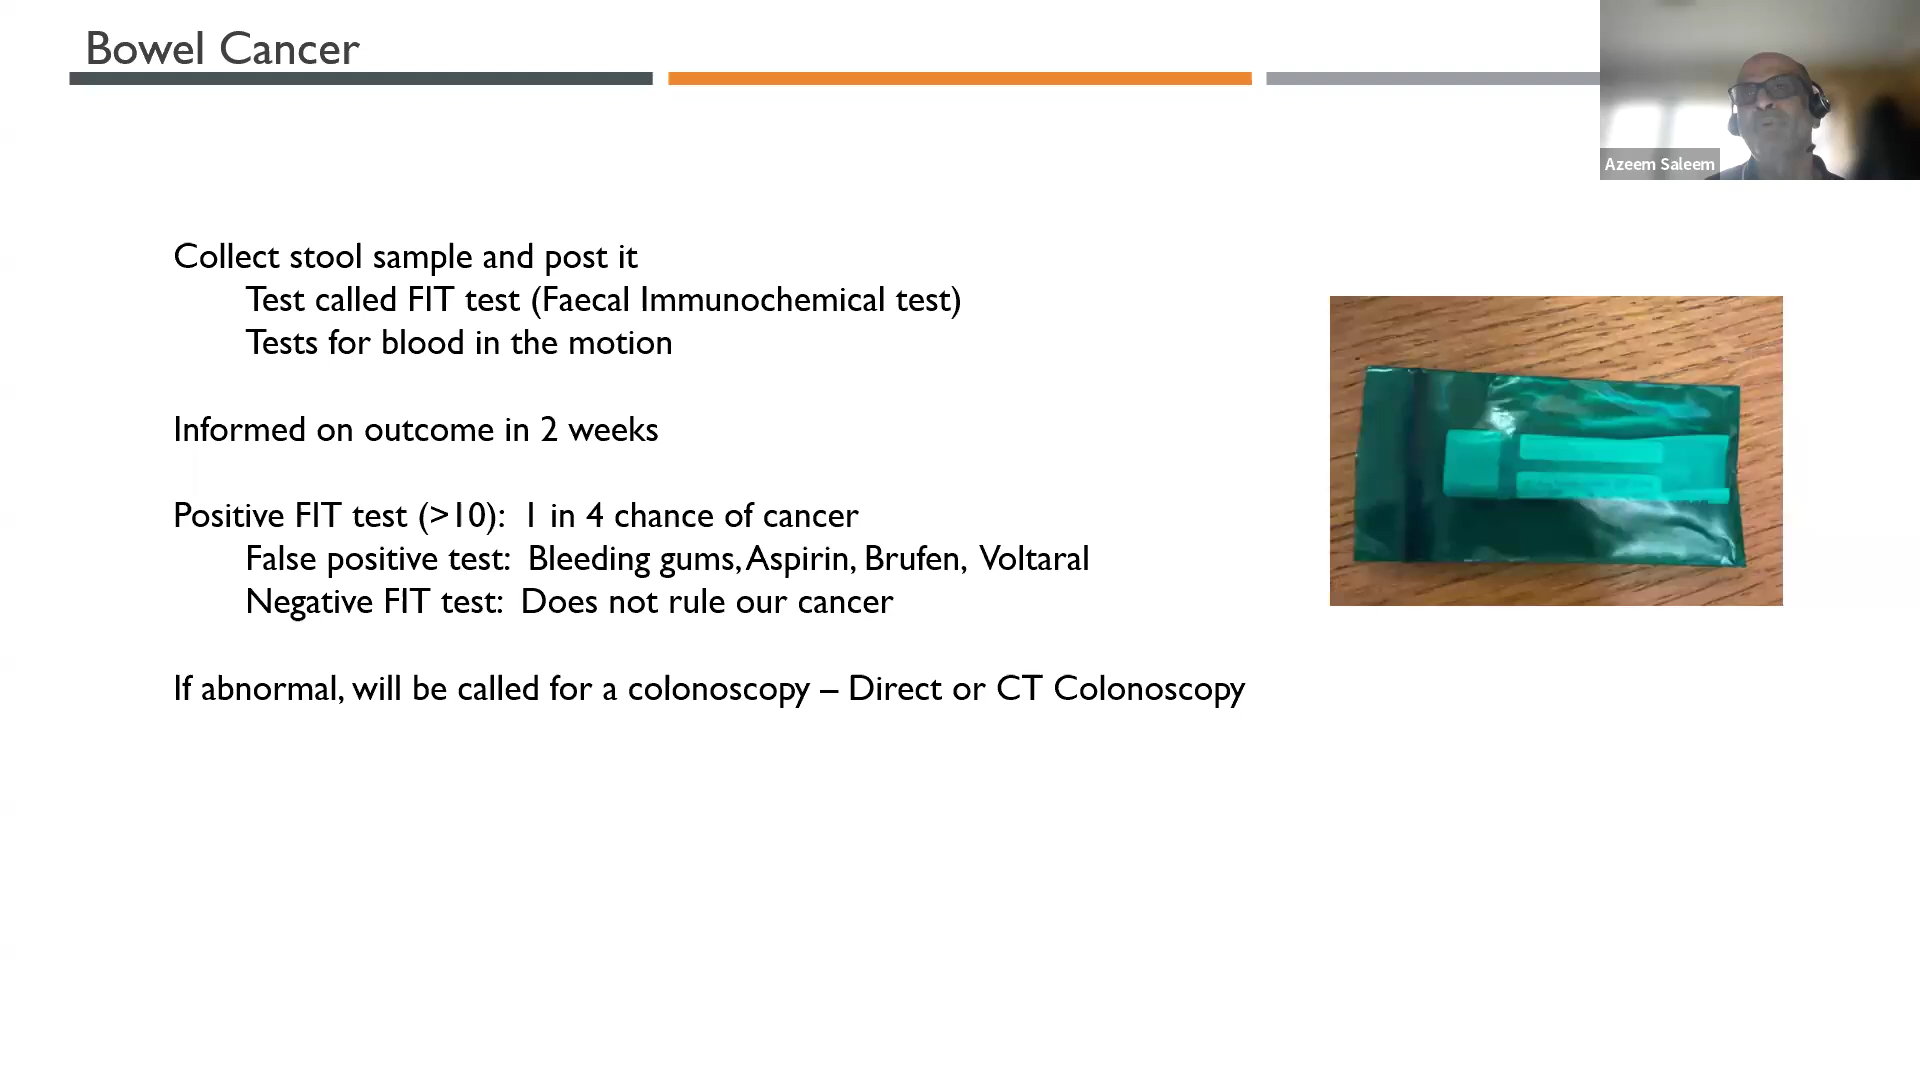 Bowel Cancer
Azeem Saleem
Collect stool sample and post it
Test called FIT test (Faecal Immunochemical test)
Tests for blood in the motion
Informed on outcome in 2 weeks
Positive FIT test (>10): 1 in 4 chance of cancer
False positive test: Bleeding gums, Aspirin, Brufen, Voltaral
Negative FIT test: Does not rule our cancer
If abnormal, will be called for a colonoscopy – Direct or CT Colonoscopy